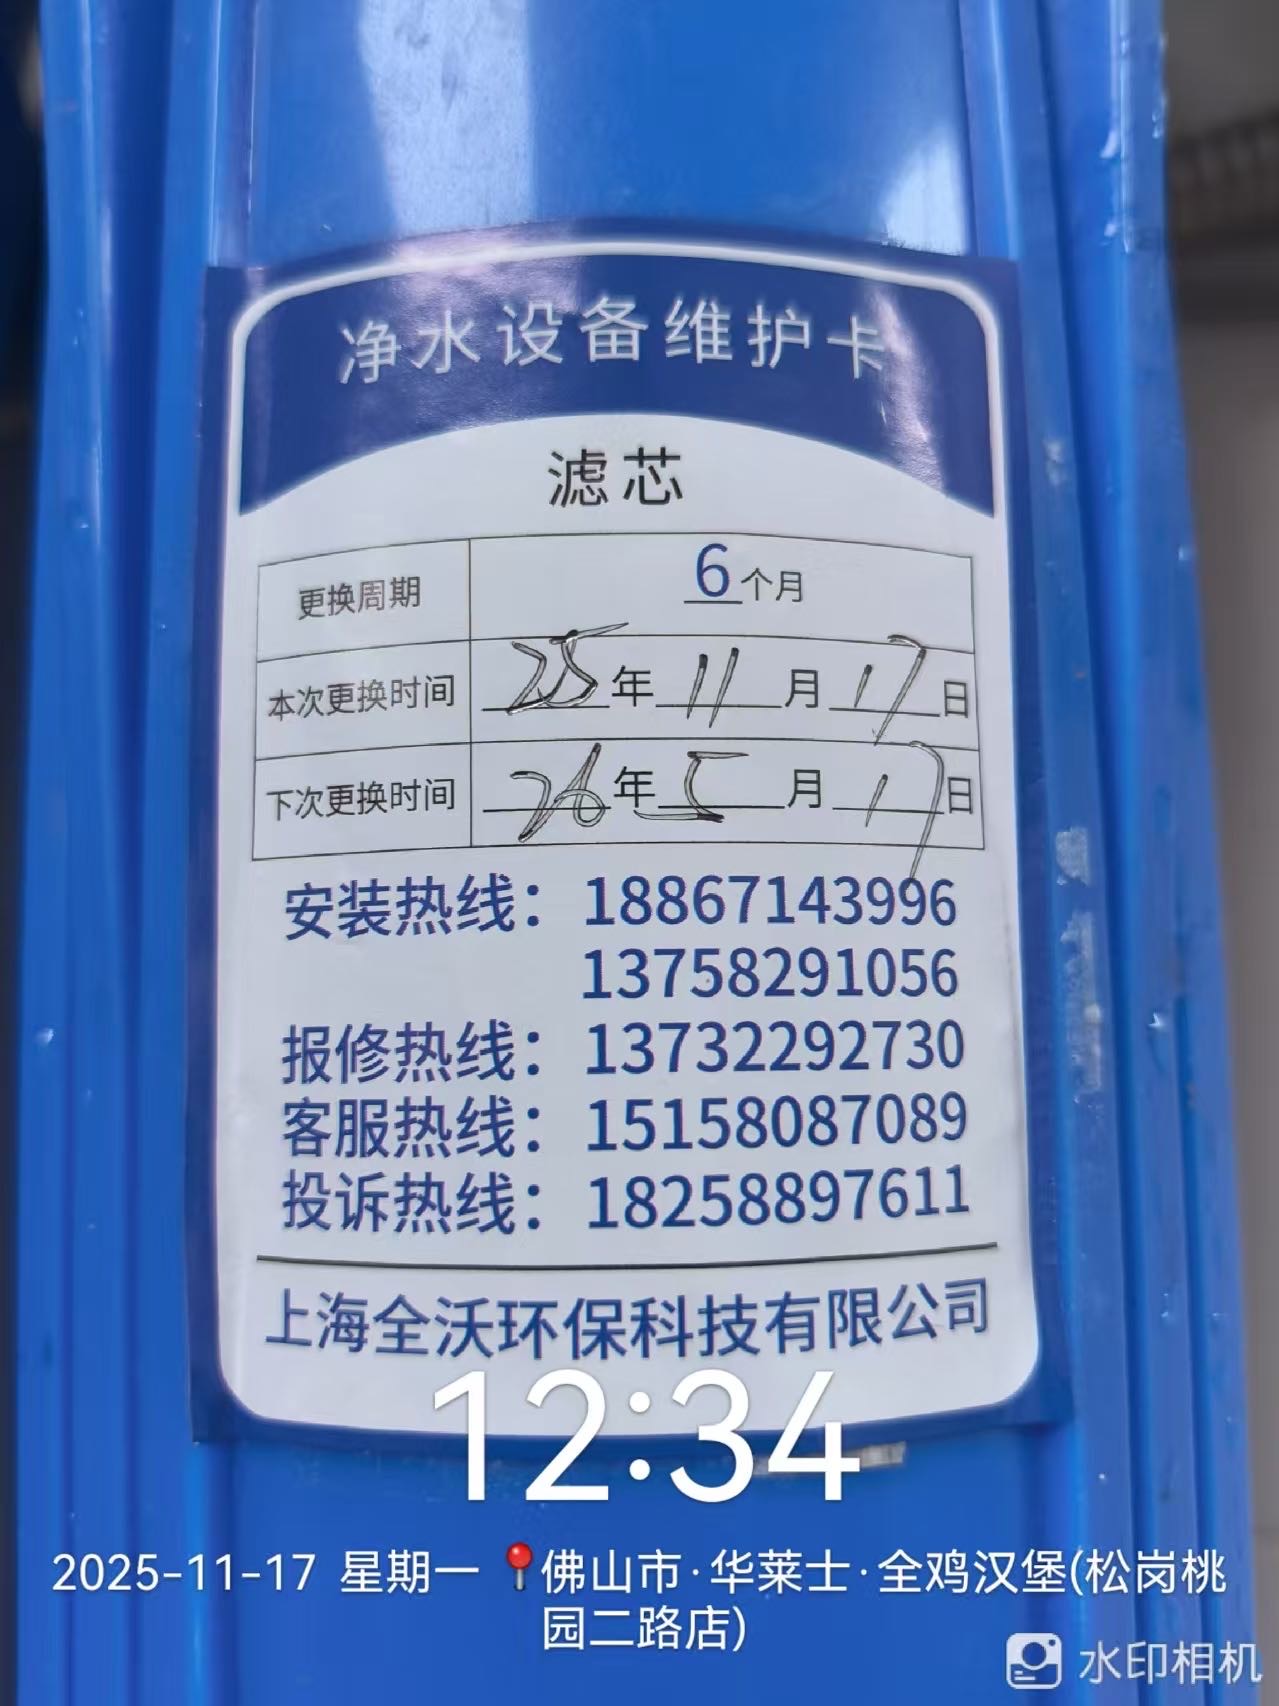 净水设备维护卡
滤芯
更换周期 6个月
本次更换时间 25年11月17日
下次更换时间 26年5月17日
安装热线：18867143996
13758291056
报修热线：13732292730
客服热线：15158087089
投诉热线：18258897611
上海全沃环保科技有限公司
12:34
2025-11-17 星期一 佛山市·华莱士·全鸡汉堡(松岗桃
园二路店)
水印相机